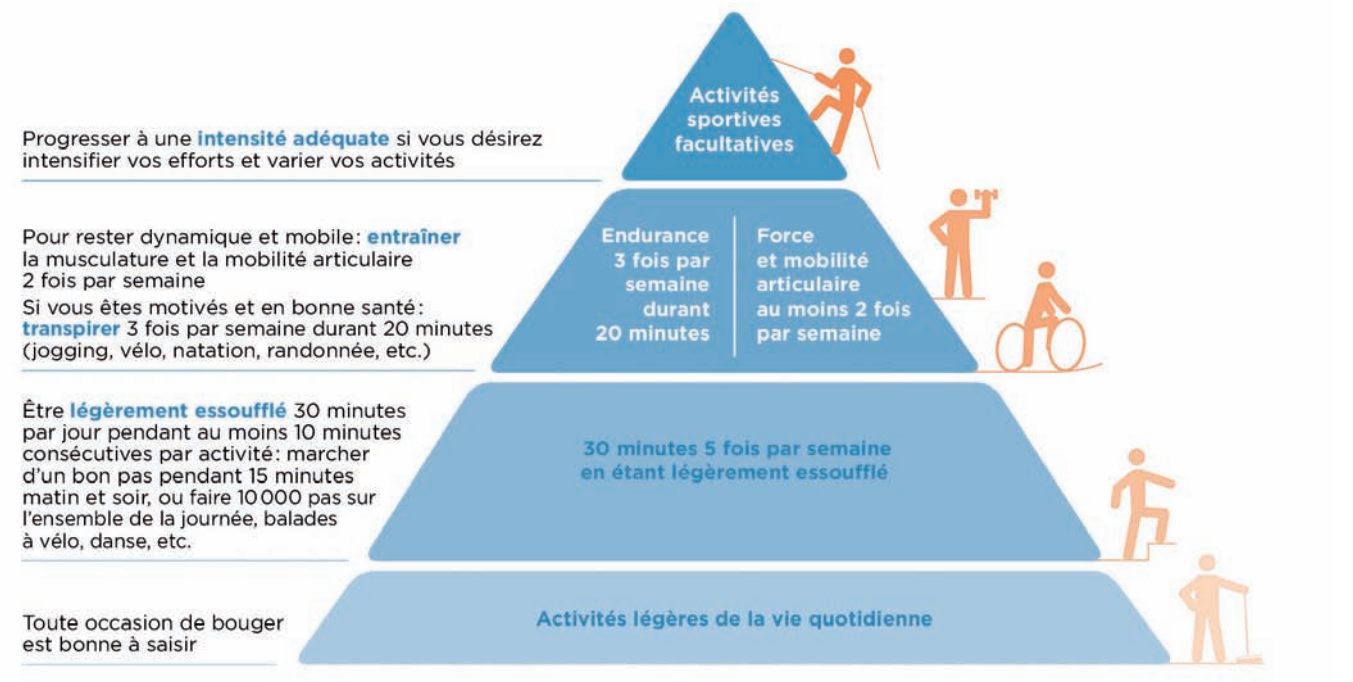 Activités
sportives
facultatives
Progresser à une intensité adéquate si vous désirez
intensifier vos efforts et varier vos activités
Pour rester dynamique et mobile : entraîner
la musculature et la mobilité articulaire
2 fois par semaine
Si vous êtes motivés et en bonne santé :
transpirer 3 fois par semaine durant 20 minutes
(jogging, vélo, natation, randonnée, etc.)
Endurance
3 fois par
semaine
durant
20 minutes
Force
et mobilité
articulaire
au moins 2 fois
par semaine
Être légèrement essoufflé 30 minutes
par jour pendant au moins 10 minutes
consécutives par activité : marcher
d'un bon pas pendant 15 minutes
matin et soir, ou faire 10 000 pas sur
l'ensemble de la journée, balades
à vélo, danse, etc.
30 minutes 5 fois par semaine
en étant légèrement essoufflé
Toute occasion de bouger
est bonne à saisir
Activités légères de la vie quotidienne